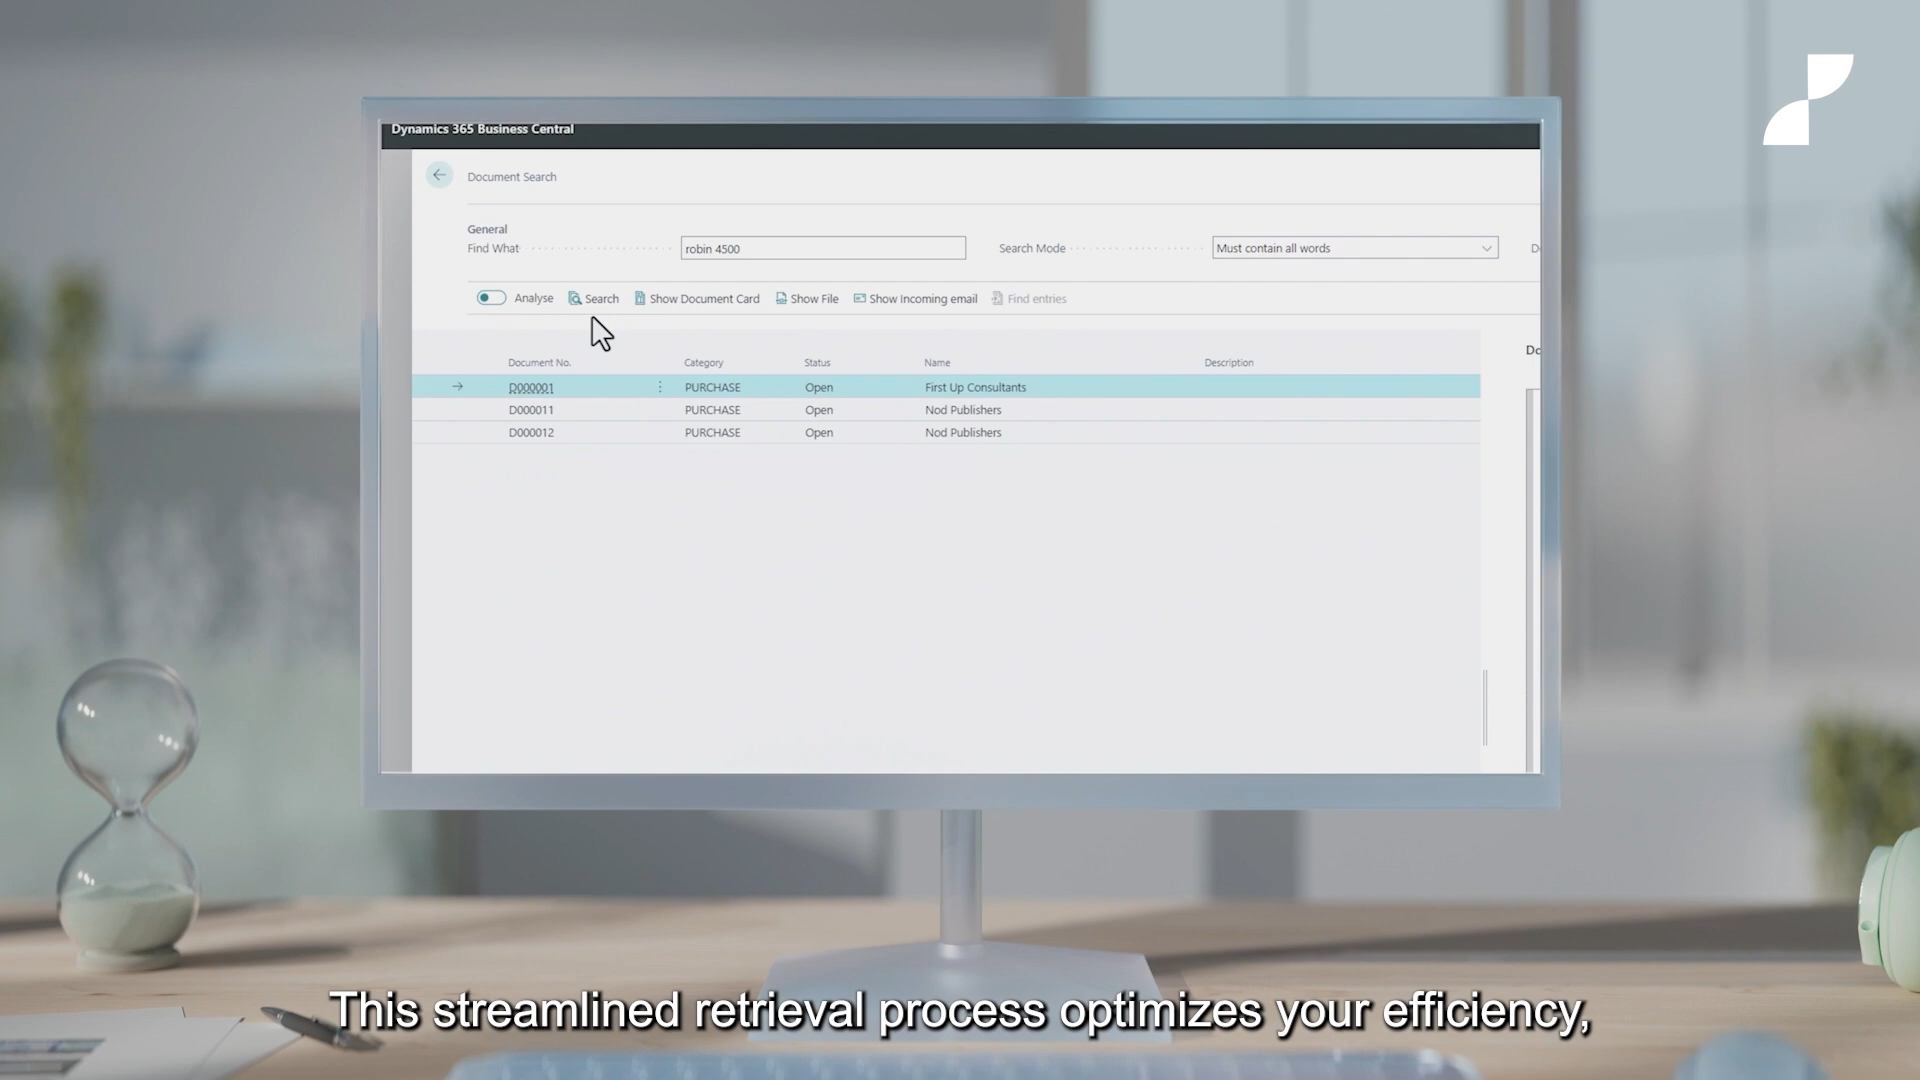 Dynamics 365 Business Central
Document Search
General
Find What robin 4500 Search Mode Must contain all words D
Analyse Search Show Document Card Show File Show Incoming email Find entries
Do
Document No. Category Status Name Description
D000001 PURCHASE Open First Up Consultants
D000011 PURCHASE Open Nod Publishers
D000012 PURCHASE Open Nod Publishers
This streamlined retrieval process optimizes your efficiency,